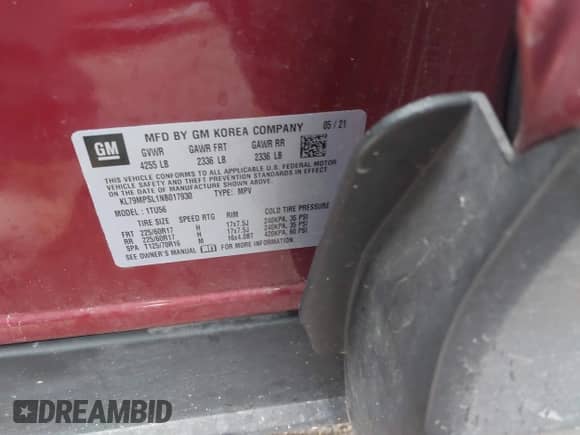 GM
MFD BY GM KOREA COMPANY 05 / 21
GVWR GAWR FRT GAWR RR
4255 LB 2336 LB 2336 LB
THIS VEHICLE CONFORMS TO ALL APPLICABLE U.S. FEDERAL MOTOR
VEHICLE SAFETY, BUMPER, AND THEFT PREVENTION STANDARDS IN EFFECT ON THE DATE OF MANUFACTURE SHOWN ABOVE.
KL79MPSL1NB017930 TYPE: MPV
MODEL : 1TU56
TIRE SIZE SPEED RTG RIM COLD TIRE PRESSURE
FRT 225/60R17 H 17x7.5J 240KPA, 35 PSI
RR 225/60R17 H 17x7.5J 240KPA, 35 PSI
SPA T125/70R16 M 16x4.0BT 420KPA, 60 PSI
SEE OWNER'S MANUAL FOR MORE INFORMATION.
DREAMBID